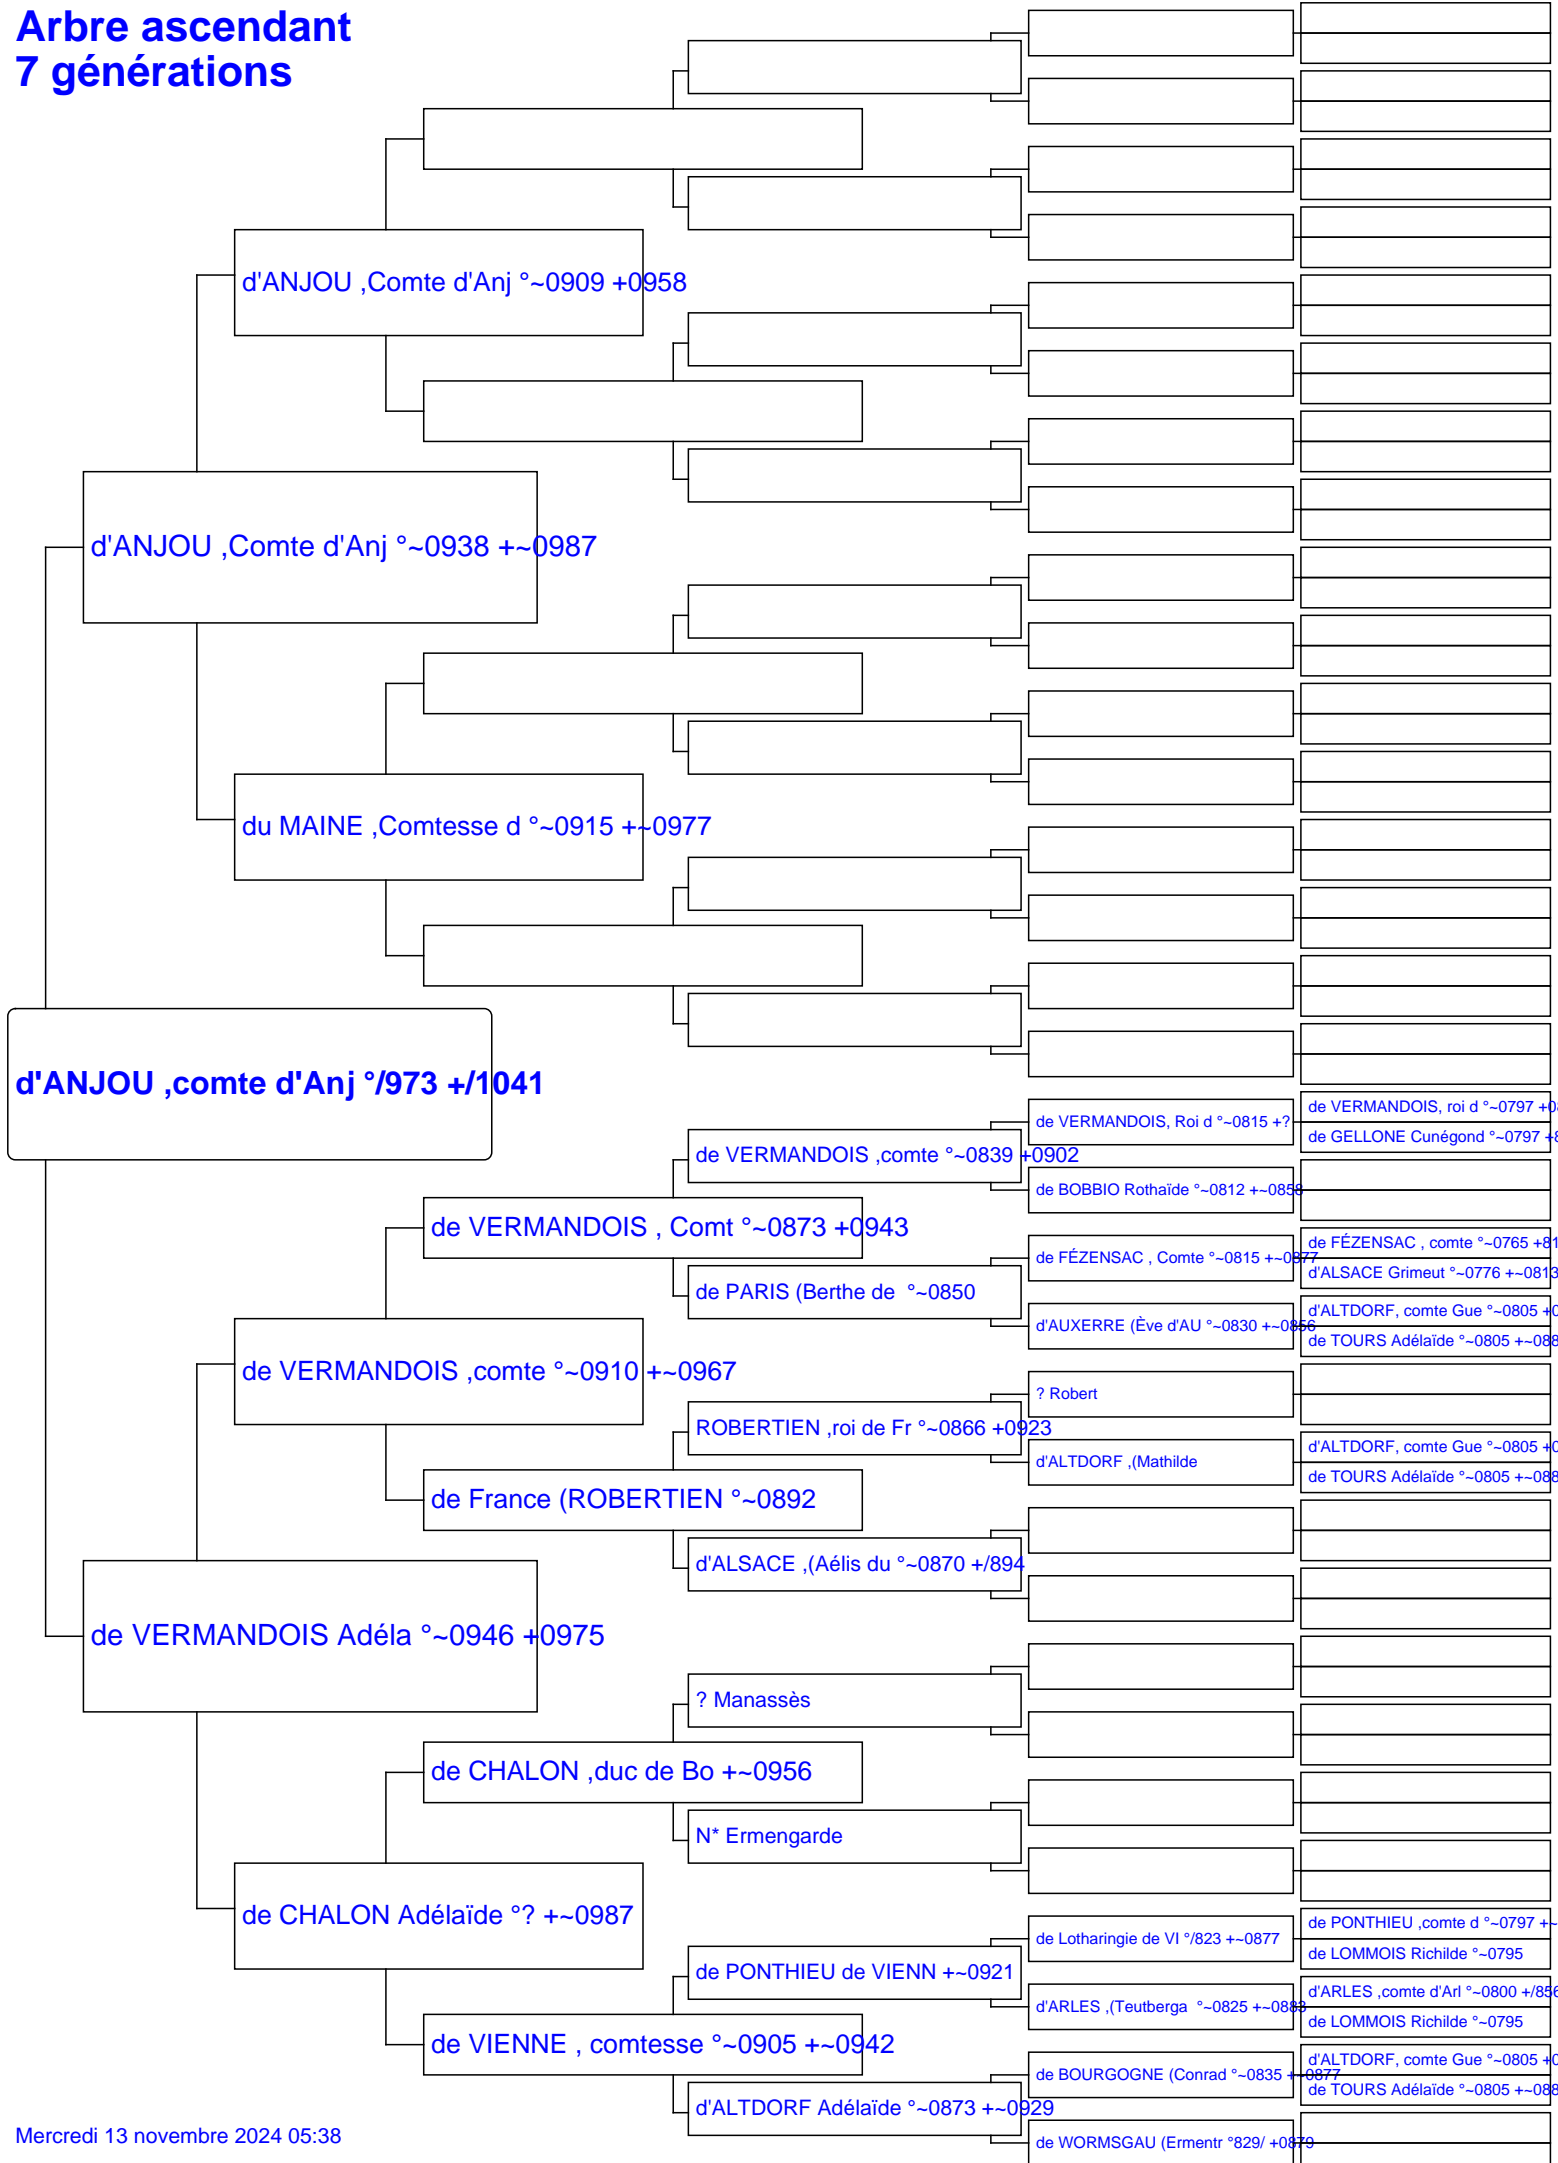 Arbre ascendant
7 générations
d'ANJOU ,Comte d'Anj °~0909 +0958
d'ANJOU ,Comte d'Anj °~0938 +~0987
du MAINE ,Comtesse d °~0915 +~0977
d'ANJOU ,comte d'Anj °/973 +/1041
de VERMANDOIS, roi d °~0797 +08
de VERMANDOIS, Roi d °~0815 +?
de GELLONE Cunégond °~0797 +8
de VERMANDOIS ,comte °~0839 +0902
de BOBBIO Rothaïde °~0812 +~0858
de VERMANDOIS , Comt °~0873 +0943
de FÉZENSAC , comte °~0765 +81
de FÉZENSAC , Comte °~0815 +~0877
d'ALSACE Grimeut °~0776 +~0813
de PARIS (Berthe de  °~0850
d'ALTDORF, comte Gue °~0805 +0
d'AUXERRE (Ève d'AU °~0830 +~0856
de TOURS Adélaïde °~0805 +~088
de VERMANDOIS ,comte °~0910 +~0967
? Robert
ROBERTIEN ,roi de Fr °~0866 +0923
d'ALTDORF, comte Gue °~0805 +0
d'ALTDORF ,(Mathilde
de TOURS Adélaïde °~0805 +~088
de France (ROBERTIEN °~0892
d'ALSACE ,(Aélis du °~0870 +/894
de VERMANDOIS Adéla °~0946 +0975
? Manassès
de CHALON ,duc de Bo +~0956
N* Ermengarde
de CHALON Adélaïde °? +~0987
de PONTHIEU ,comte d °~0797 +~
de Lotharingie de VI °/823 +~0877
de LOMMOIS Richilde °~0795
de PONTHIEU de VIENN +~0921
d'ARLES ,comte d'Arl °~0800 +/856
d'ARLES ,(Teutberga  °~0825 +~0883
de LOMMOIS Richilde °~0795
de VIENNE , comtesse °~0905 +~0942
d'ALTDORF, comte Gue °~0805 +0
de BOURGOGNE (Conrad °~0835 +~0877
de TOURS Adélaïde °~0805 +~088
d'ALTDORF Adélaïde °~0873 +~0929
de WORMSGAU (Ermentr °829/ +0879
Mercredi 13 novembre 2024 05:38